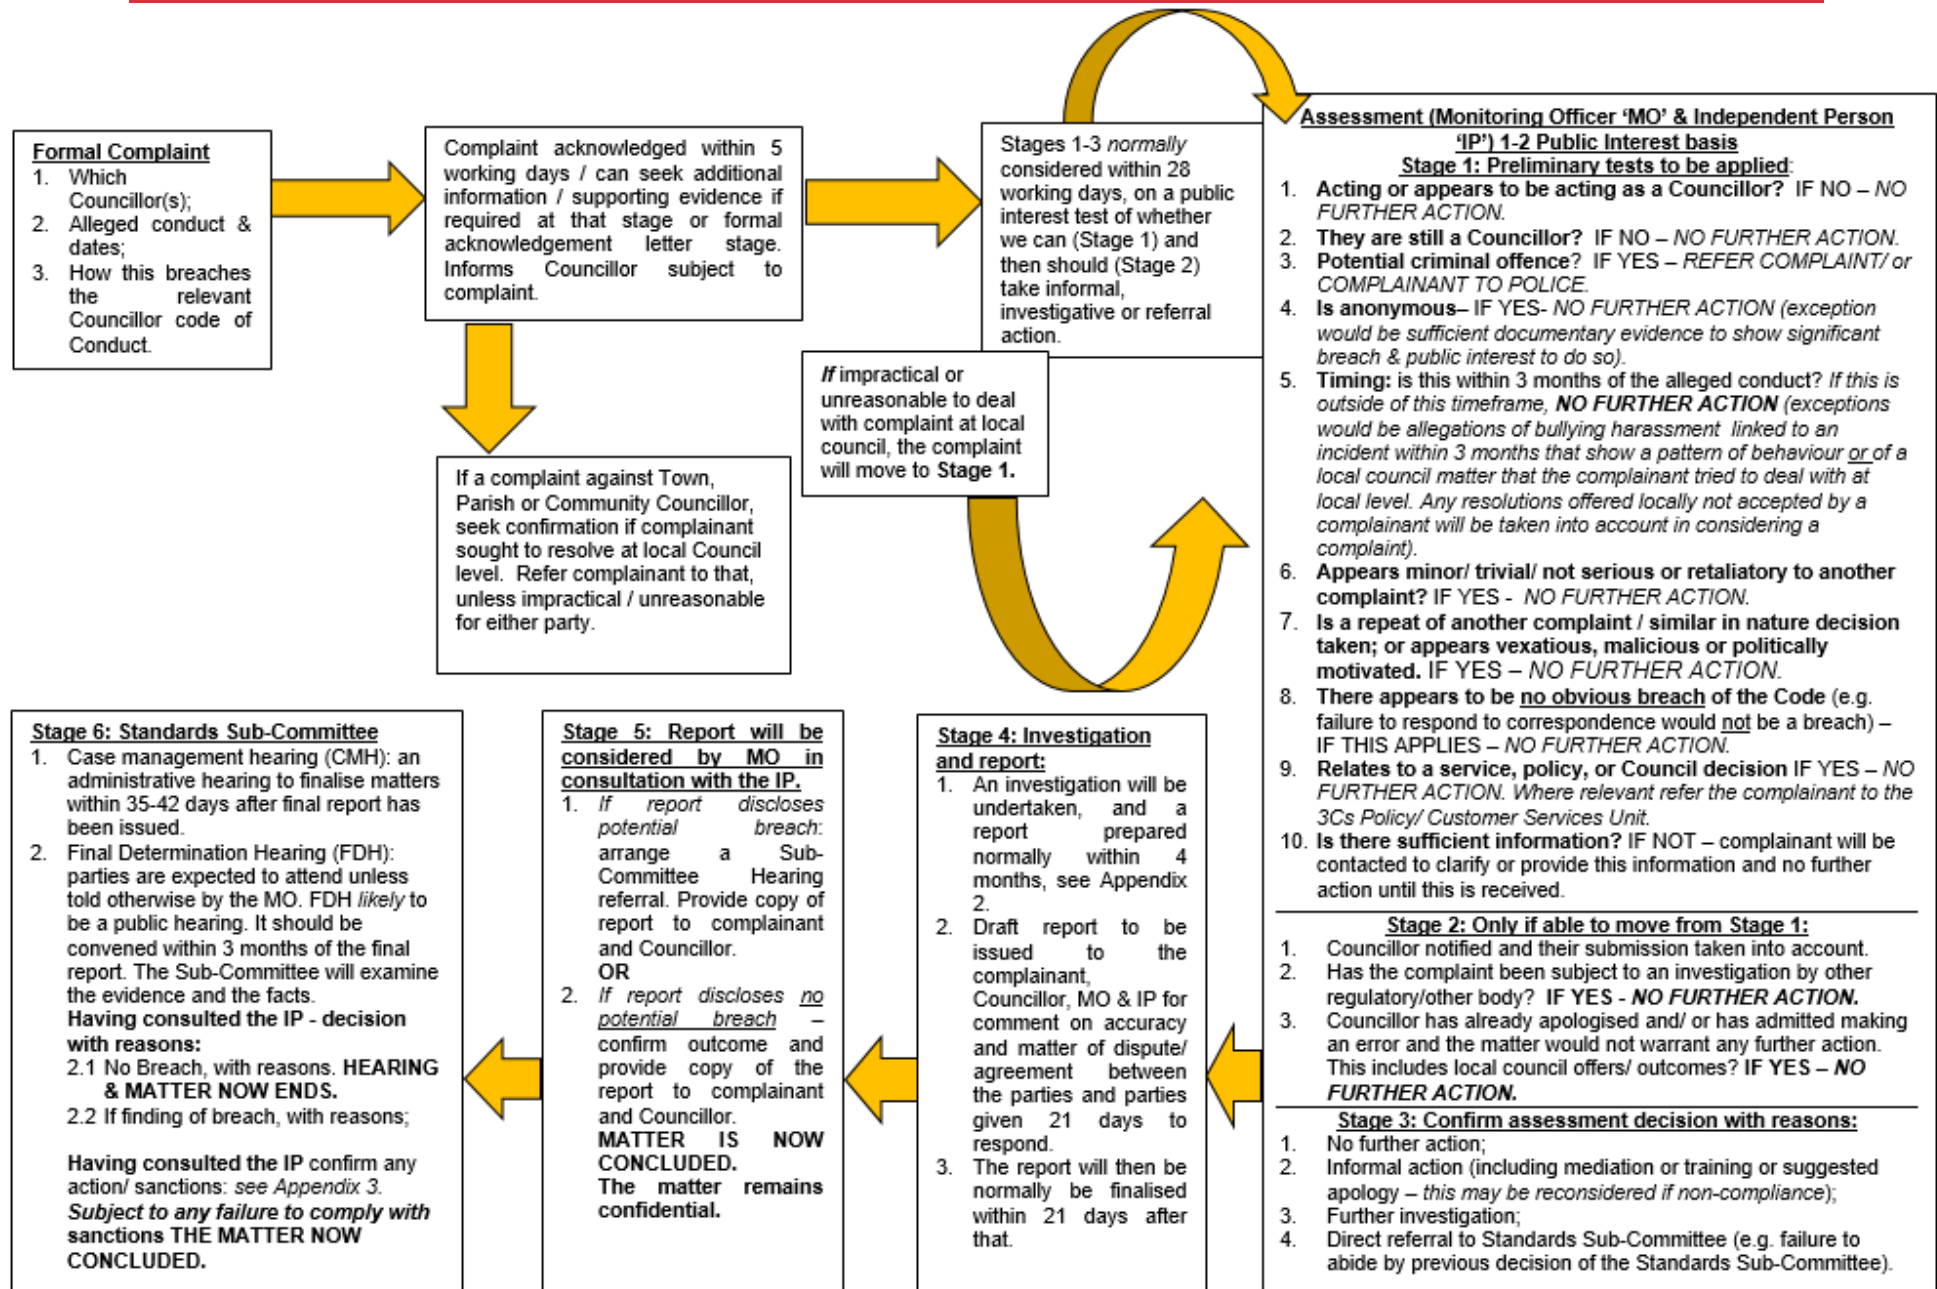 Formal Complaint
1. Which
Councillor(s);
2. Alleged conduct &
dates;
3. How this breaches
the relevant
Councillor code of
Conduct.
Complaint acknowledged within 5
working days / can seek additional
information / supporting evidence if
required at that stage or formal
acknowledgement letter stage.
Informs Councillor subject to
complaint.
If a complaint against Town,
Parish or Community Councillor,
seek confirmation if complainant
sought to resolve at local Council
level. Refer complainant to that,
unless impractical / unreasonable
for either party.
Stages 1-3 normally
considered within 28
working days, on a public
interest test of whether
we can (Stage 1) and
then should (Stage 2)
take informal,
investigative or referral
action.
If impractical or
unreasonable to deal
with complaint at local
council, the complaint
will move to Stage 1.
Assessment (Monitoring Officer ‘MO’ & Independent Person
‘IP’) 1-2 Public Interest basis
Stage 1: Preliminary tests to be applied:
1. Acting or appears to be acting as a Councillor? IF NO – NO
FURTHER ACTION.
2. They are still a Councillor? IF NO – NO FURTHER ACTION.
3. Potential criminal offence? IF YES – REFER COMPLAINT/ or
COMPLAINANT TO POLICE.
4. Is anonymous– IF YES- NO FURTHER ACTION (exception
would be sufficient documentary evidence to show significant
breach & public interest to do so).
5. Timing: is this within 3 months of the alleged conduct? If this is
outside of this timeframe, NO FURTHER ACTION (exceptions
would be allegations of bullying harassment linked to an
incident within 3 months that show a pattern of behaviour or of a
local council matter that the complainant tried to deal with at
local level. Any resolutions offered locally not accepted by a
complainant will be taken into account in considering a
complaint).
6. Appears minor/ trivial/ not serious or retaliatory to another
complaint? IF YES - NO FURTHER ACTION.
7. Is a repeat of another complaint / similar in nature decision
taken; or appears vexatious, malicious or politically
motivated. IF YES – NO FURTHER ACTION.
8. There appears to be no obvious breach of the Code (e.g.
failure to respond to correspondence would not be a breach) –
IF THIS APPLIES – NO FURTHER ACTION.
9. Relates to a service, policy, or Council decision IF YES – NO
FURTHER ACTION. Where relevant refer the complainant to the
3Cs Policy/ Customer Services Unit.
10. Is there sufficient information? IF NOT – complainant will be
contacted to clarify or provide this information and no further
action until this is received.
Stage 2: Only if able to move from Stage 1:
1. Councillor notified and their submission taken into account.
2. Has the complaint been subject to an investigation by other
regulatory/other body? IF YES - NO FURTHER ACTION.
3. Councillor has already apologised and/ or has admitted making
an error and the matter would not warrant any further action.
This includes local council offers/ outcomes? IF YES – NO
FURTHER ACTION.
Stage 3: Confirm assessment decision with reasons:
1. No further action;
2. Informal action (including mediation or training or suggested
apology – this may be reconsidered if non-compliance);
3. Further investigation;
4. Direct referral to Standards Sub-Committee (e.g. failure to
abide by previous decision of the Standards Sub-Committee).
Stage 4: Investigation
and report:
1. An investigation will be
undertaken, and a
report prepared
normally within 4
months, see Appendix
2.
2. Draft report to be
issued to the
complainant,
Councillor, MO & IP for
comment on accuracy
and matter of dispute/
agreement between
the parties and parties
given 21 days to
respond.
3. The report will then be
normally be finalised
within 21 days after
that.
Stage 5: Report will be
considered by MO in
consultation with the IP.
1. If report discloses
potential breach:
arrange a Sub-
Committee Hearing
referral. Provide copy of
report to complainant
and Councillor.
OR
2. If report discloses no
potential breach –
confirm outcome and
provide copy of the
report to complainant
and Councillor.
MATTER IS NOW
CONCLUDED.
The matter remains
confidential.
Stage 6: Standards Sub-Committee
1. Case management hearing (CMH): an
administrative hearing to finalise matters
within 35-42 days after final report has
been issued.
2. Final Determination Hearing (FDH):
parties are expected to attend unless
told otherwise by the MO. FDH likely to
be a public hearing. It should be
convened within 3 months of the final
report. The Sub-Committee will examine
the evidence and the facts.
Having consulted the IP - decision
with reasons:
2.1 No Breach, with reasons. HEARING
& MATTER NOW ENDS.
2.2 If finding of breach, with reasons;
Having consulted the IP confirm any
action/ sanctions: see Appendix 3.
Subject to any failure to comply with
sanctions THE MATTER NOW
CONCLUDED.